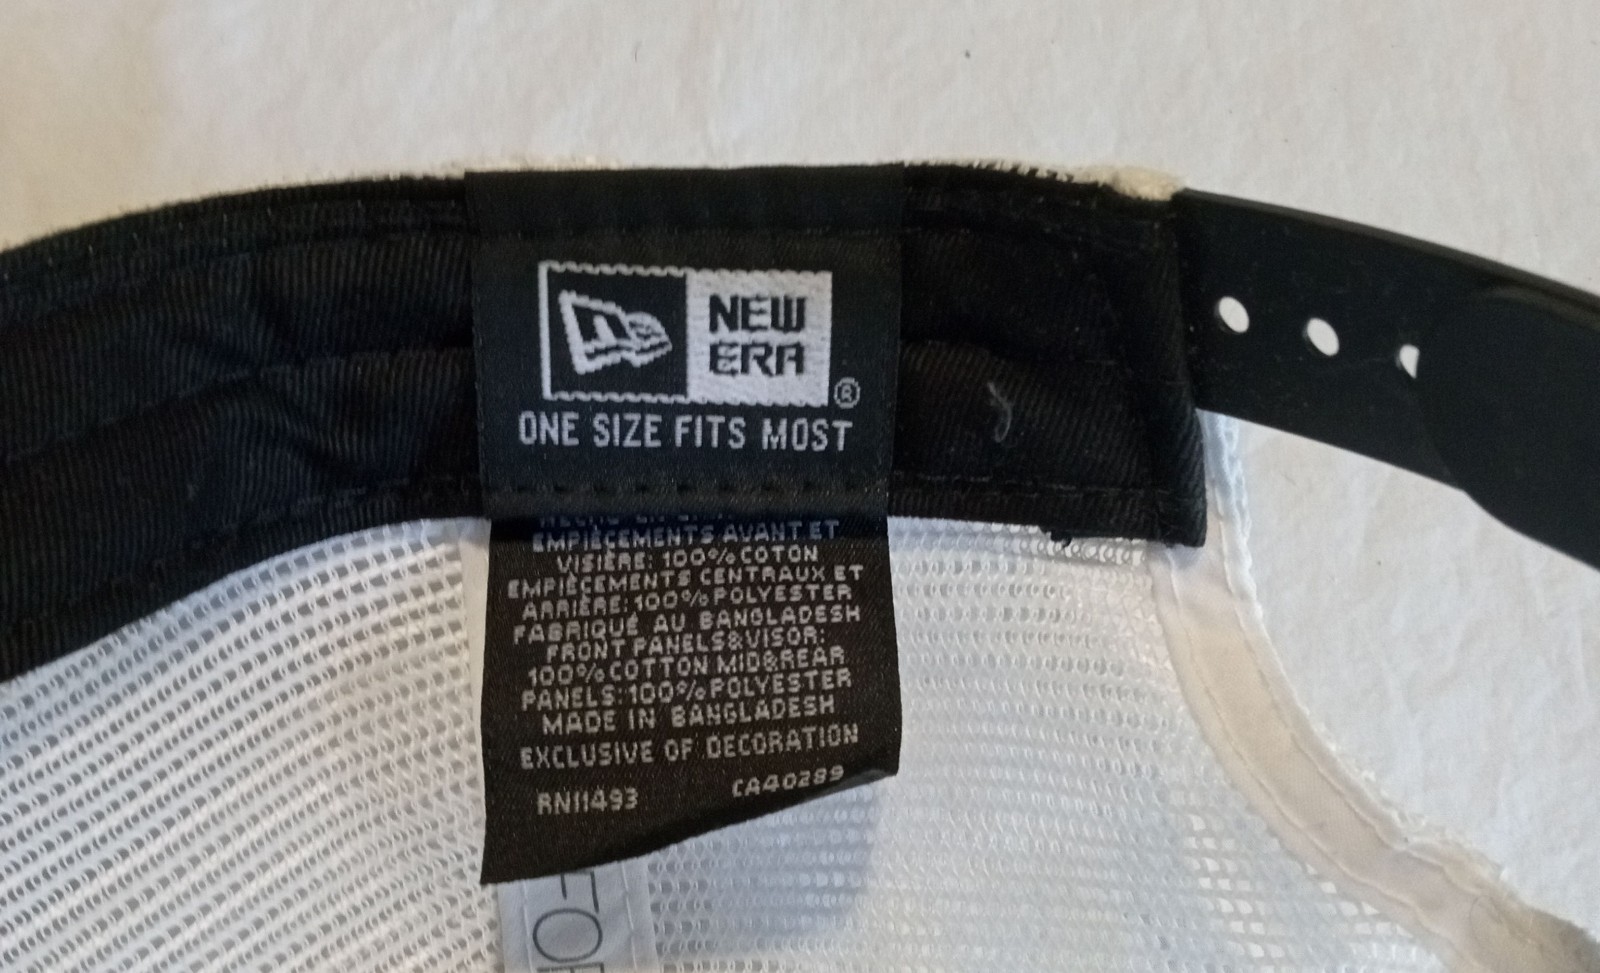 NEW
ERA
®
ONE SIZE FITS MOST
EMPIÈCEMENTS AVANT ET
VISIÈRE: 100% COTON
EMPIÈCEMENTS CENTRAUX ET
ARRIÈRE: 100% POLYESTER
FABRIQUÉ AU BANGLADESH
FRONT PANELS&VISOR:
100% COTTON MID&REAR
PANELS: 100% POLYESTER
MADE IN BANGLADESH
EXCLUSIVE OF DECORATION
RN11493 CA40289